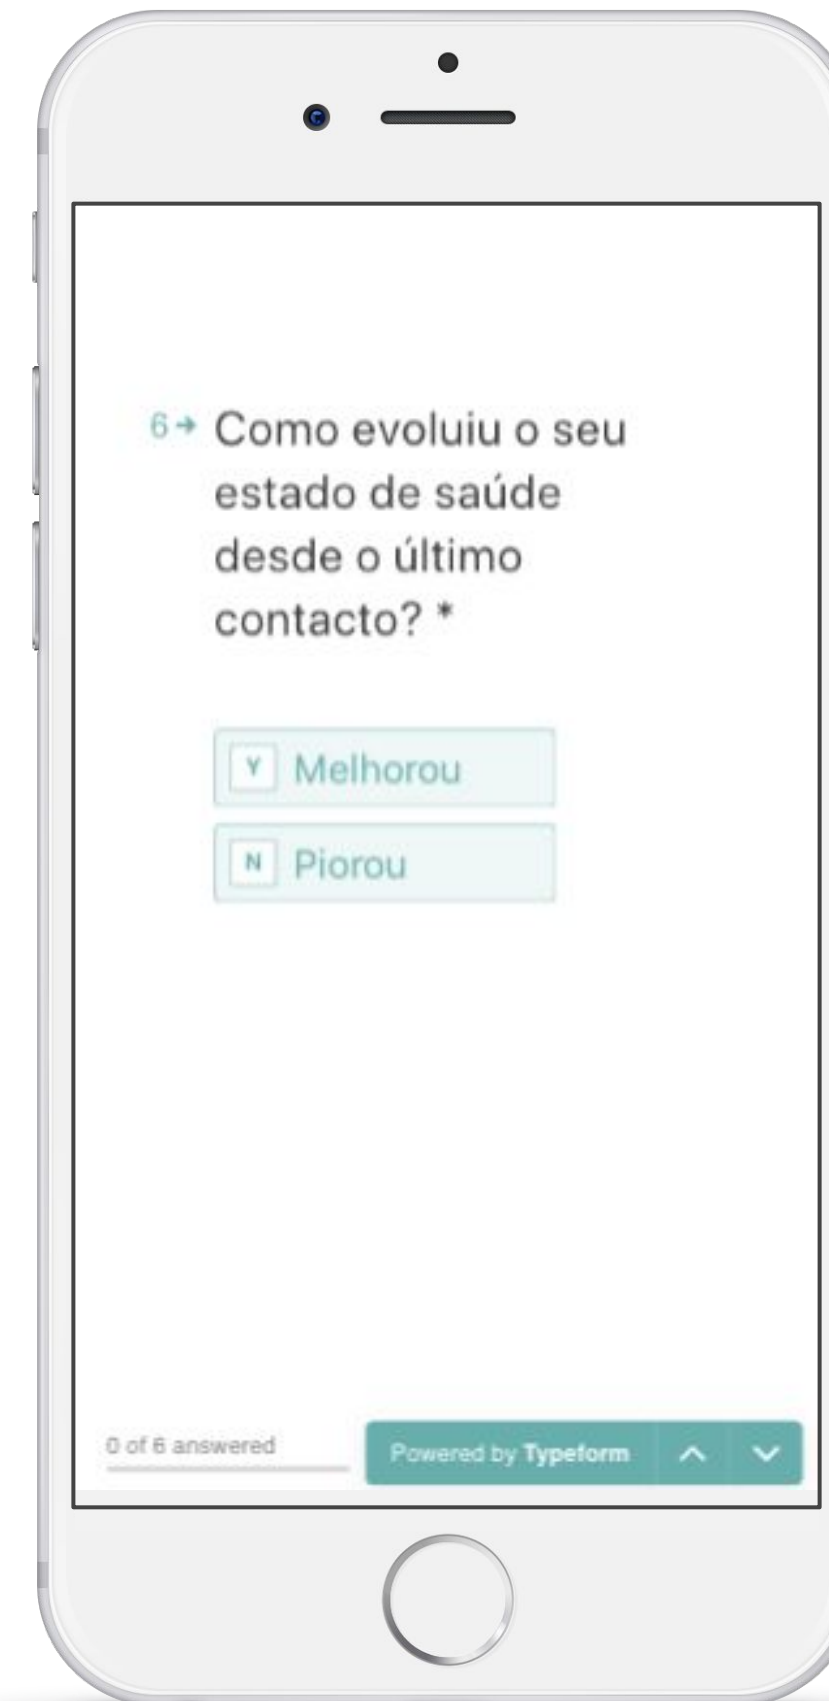 6→ Como evoluiu o seu
estado de saúde
desde o último
contacto? *
Y Melhorou
N Piorou
0 of 6 answered
Powered by Typeform